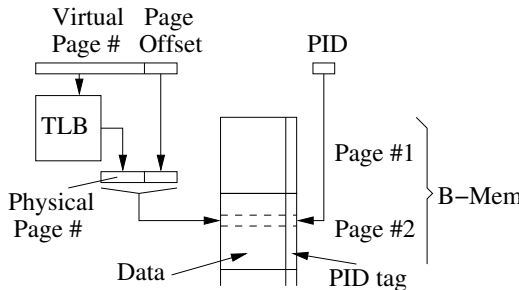 Virtual
Page #
Page
Offset
PID
TLB
Page #1
B-Mem
Physical
Page #
Page #2
Data
PID tag